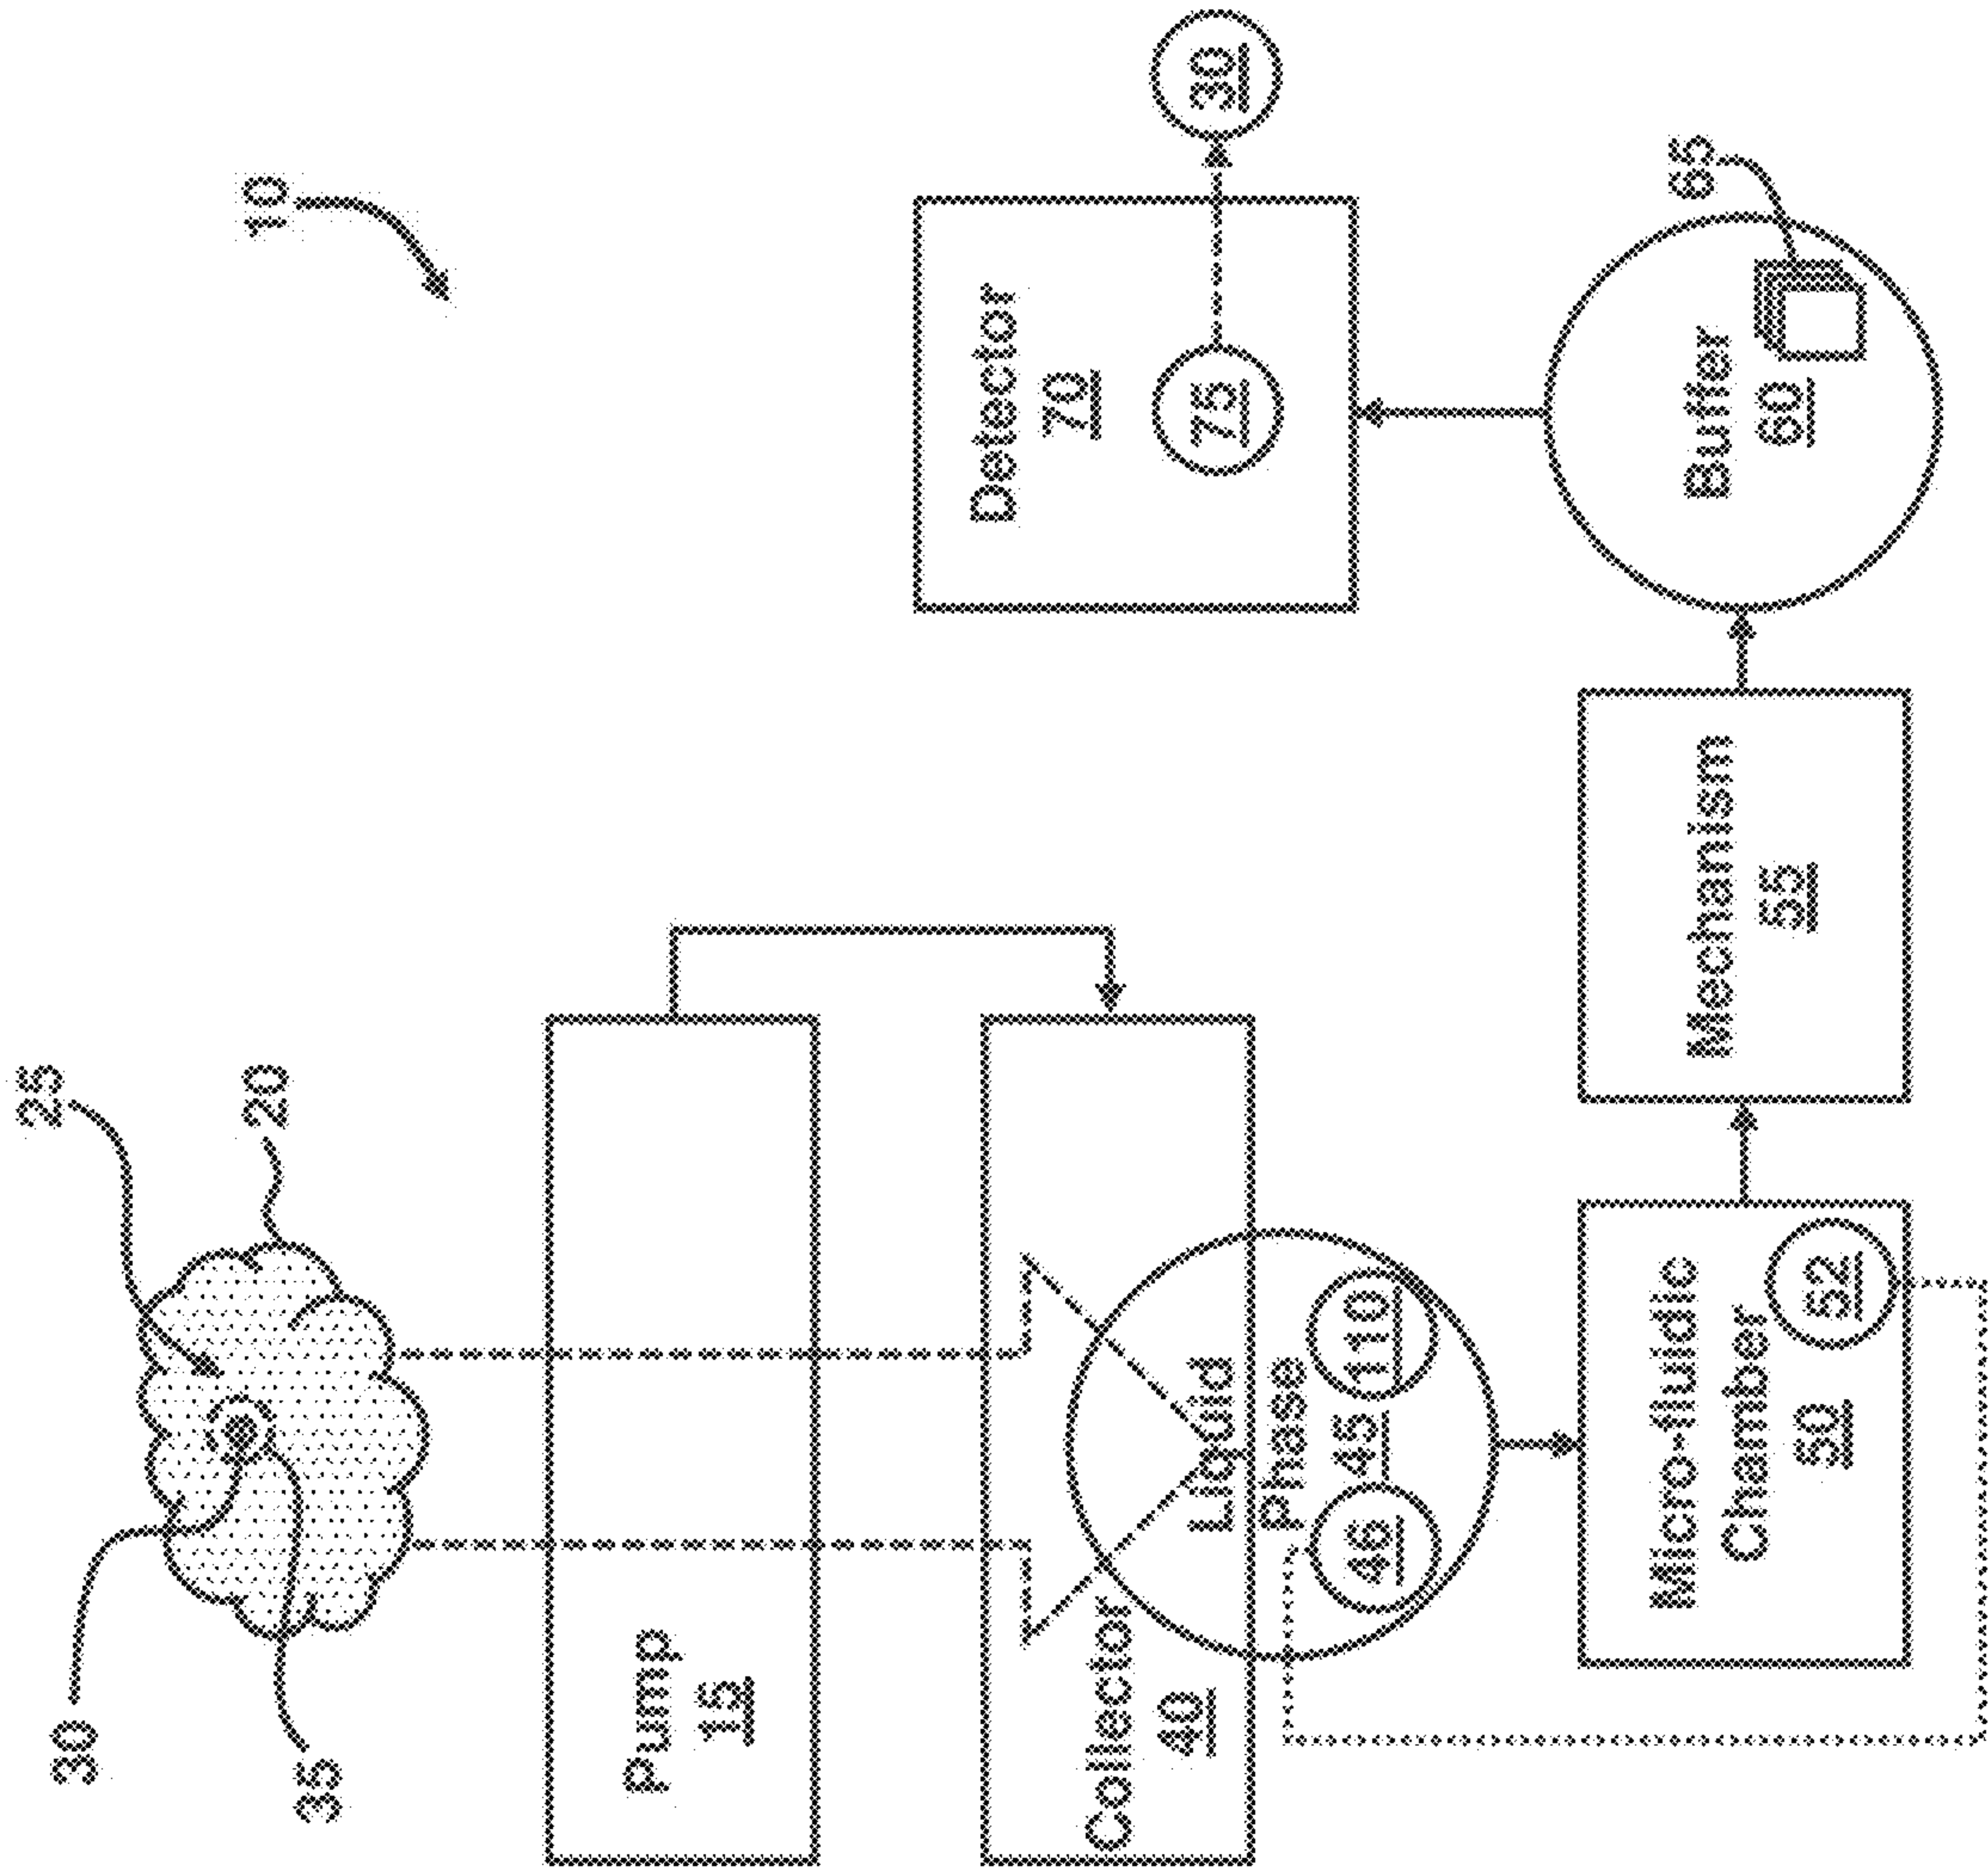 10
25
20
30
35
Pump
15
Collector
40
Liquid
Phase
46
45
110
Micro-fluidic
Chamber
50
52
Mechanism
55
Buffer
60
65
Detector
70
75
30